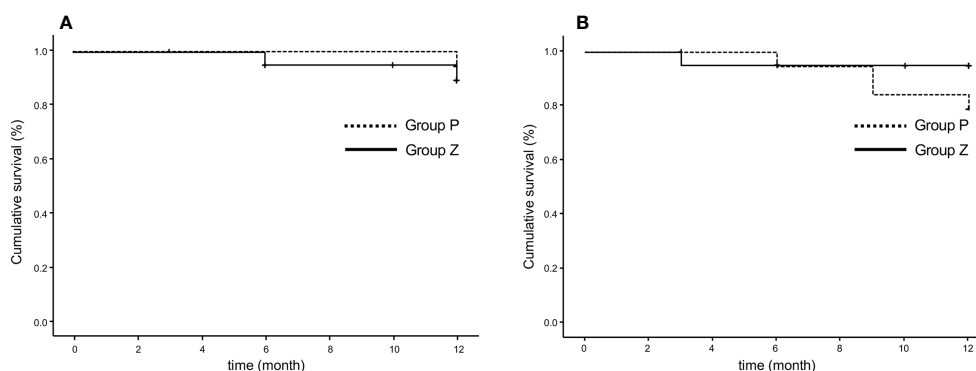 A
1.0
0.8
0.6
0.4
0.2
0.0
Cumulative survival (%)
Group P
Group Z
0 2 4 6 8 10 12
time (month)
B
1.0
0.8
0.6
0.4
0.2
0.0
Cumulative survival (%)
Group P
Group Z
0 2 4 6 8 10 12
time (month)